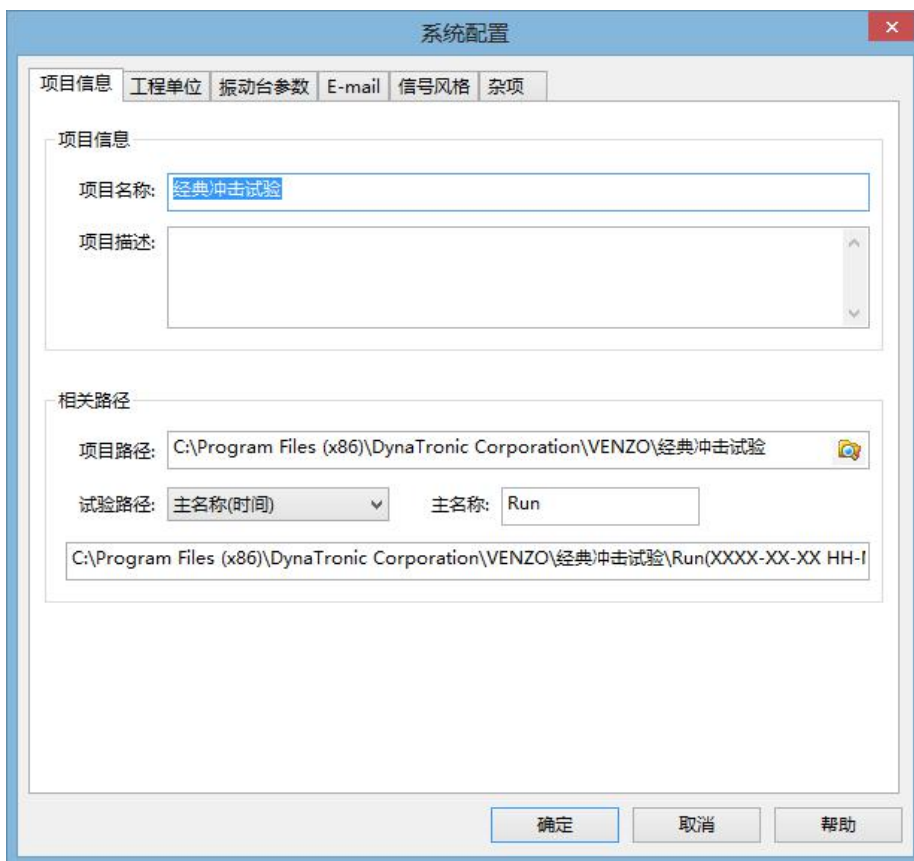 系统配置
项目信息 工程单位 振动台参数 E-mail 信号风格 杂项
项目信息
项目名称: 经典冲击试验
项目描述:
相关路径
项目路径: C:\Program Files (x86)\DynaTronic Corporation\VENZO\经典冲击试验
试验路径: 主名称(时间) 主名称: Run
C:\Program Files (x86)\DynaTronic Corporation\VENZO\经典冲击试验\Run(XXXX-XX-XX HH-
确定 取消 帮助